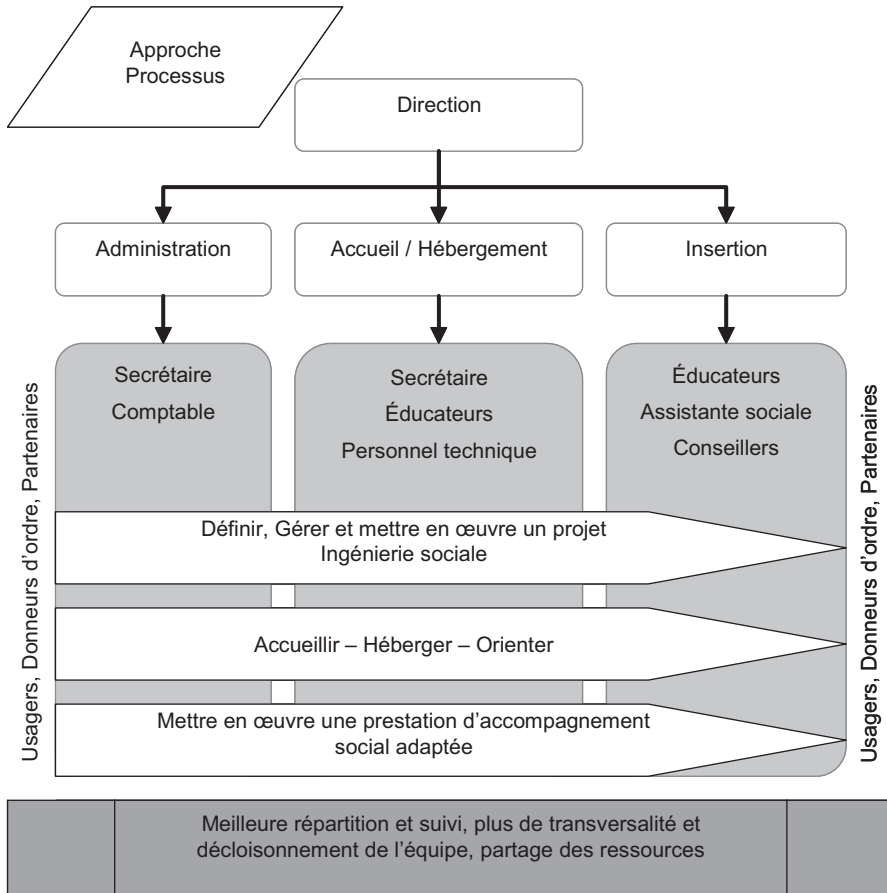 Approche
Processus
Direction
Administration
Accueil / Hébergement
Insertion
Secrétaire
Comptable
Secrétaire
Éducateurs
Personnel technique
Éducateurs
Assistante sociale
Conseillers
Usagers, Donneurs d'ordre, Partenaires
Définir, Gérer et mettre en œuvre un projet
Ingénierie sociale
Accueillir – Héberger – Orienter
Mettre en œuvre une prestation d'accompagnement
social adaptée
Usagers, Donneurs d'ordre, Partenaires
Meilleure répartition et suivi, plus de transversalité et
décloisonnement de l'équipe, partage des ressources